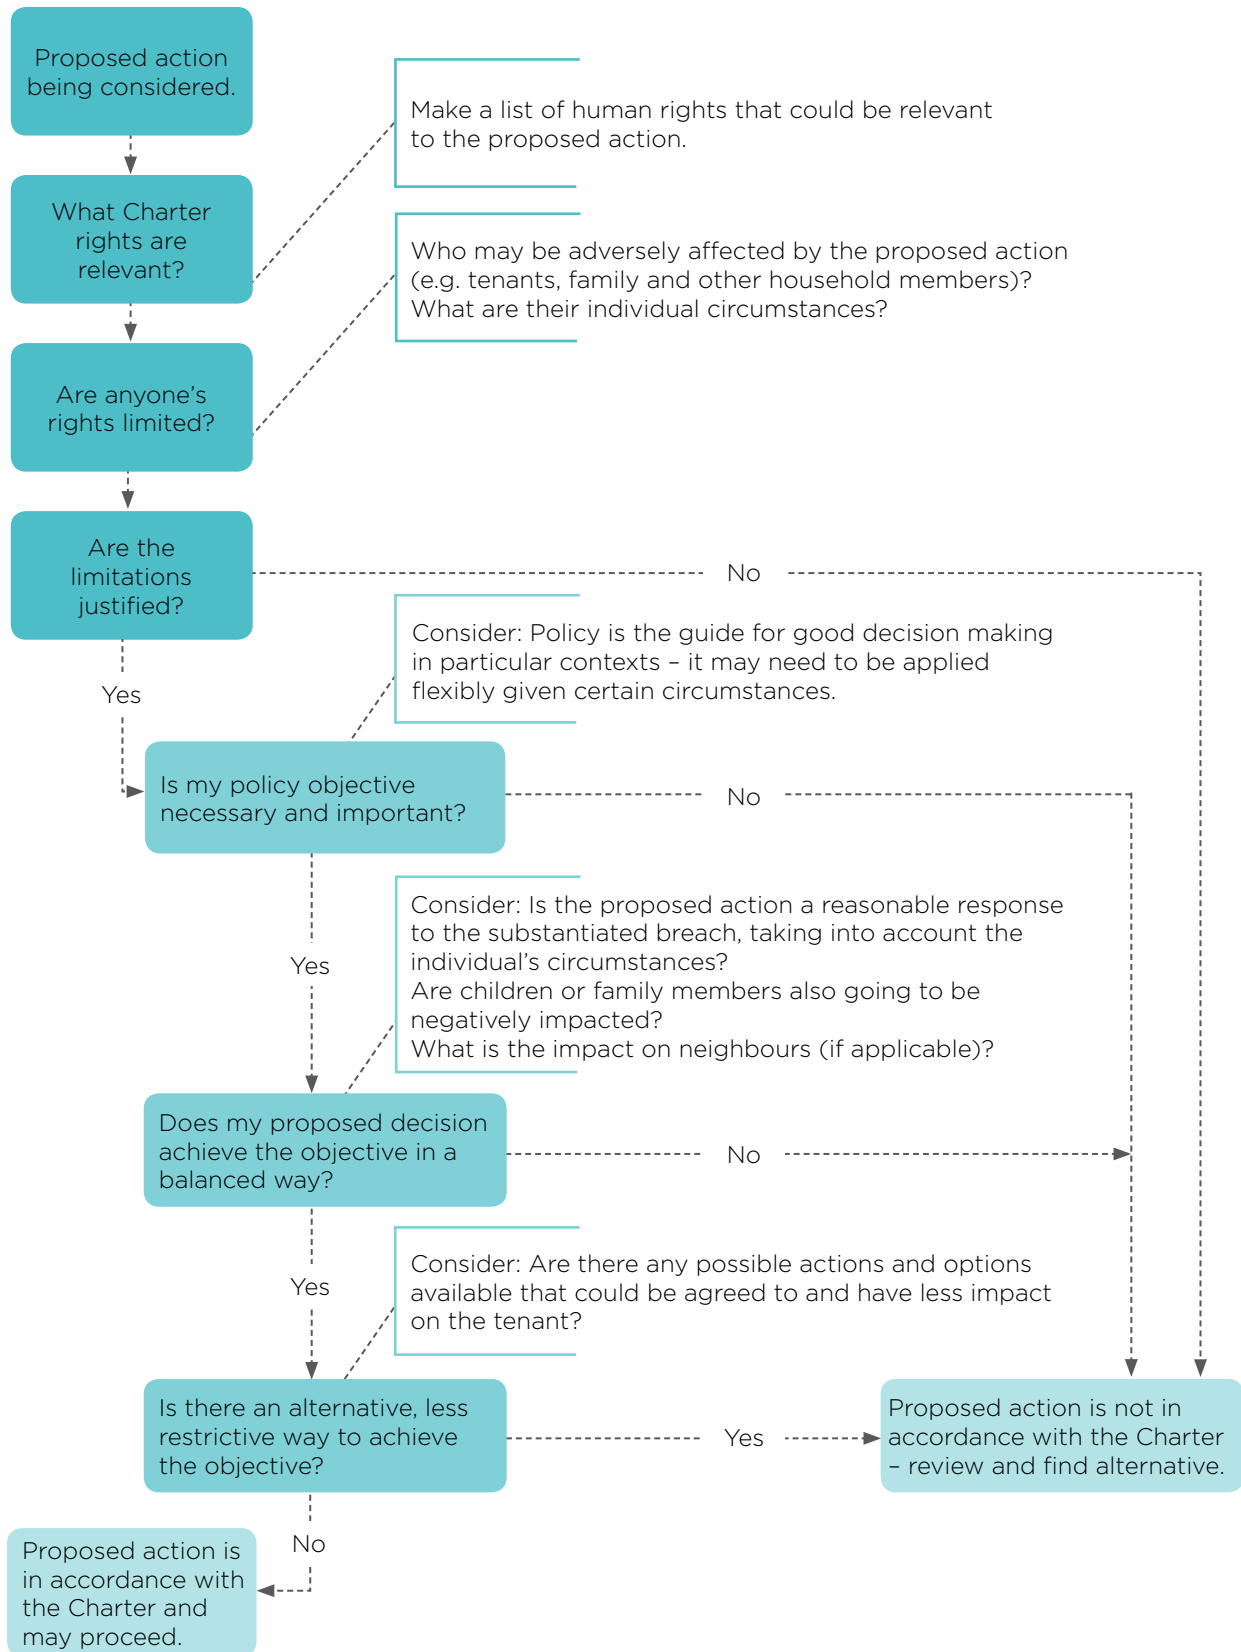 Proposed action
being considered.
Make a list of human rights that could be relevant
to the proposed action.
What Charter
rights are
relevant?
Who may be adversely affected by the proposed action
(e.g. tenants, family and other household members)?
What are their individual circumstances?
Are anyone’s
rights limited?
Are the
limitations
justified?
No
Yes
Consider: Policy is the guide for good decision making
in particular contexts – it may need to be applied
flexibly given certain circumstances.
Is my policy objective
necessary and important?
No
Yes
Consider: Is the proposed action a reasonable response
to the substantiated breach, taking into account the
individual’s circumstances?
Are children or family members also going to be
negatively impacted?
What is the impact on neighbours (if applicable)?
Does my proposed decision
achieve the objective in a
balanced way?
No
Yes
Consider: Are there any possible actions and options
available that could be agreed to and have less impact
on the tenant?
Is there an alternative, less
restrictive way to achieve
the objective?
Yes
Proposed action is not in
accordance with the Charter
– review and find alternative.
No
Proposed action is
in accordance with
the Charter and
may proceed.